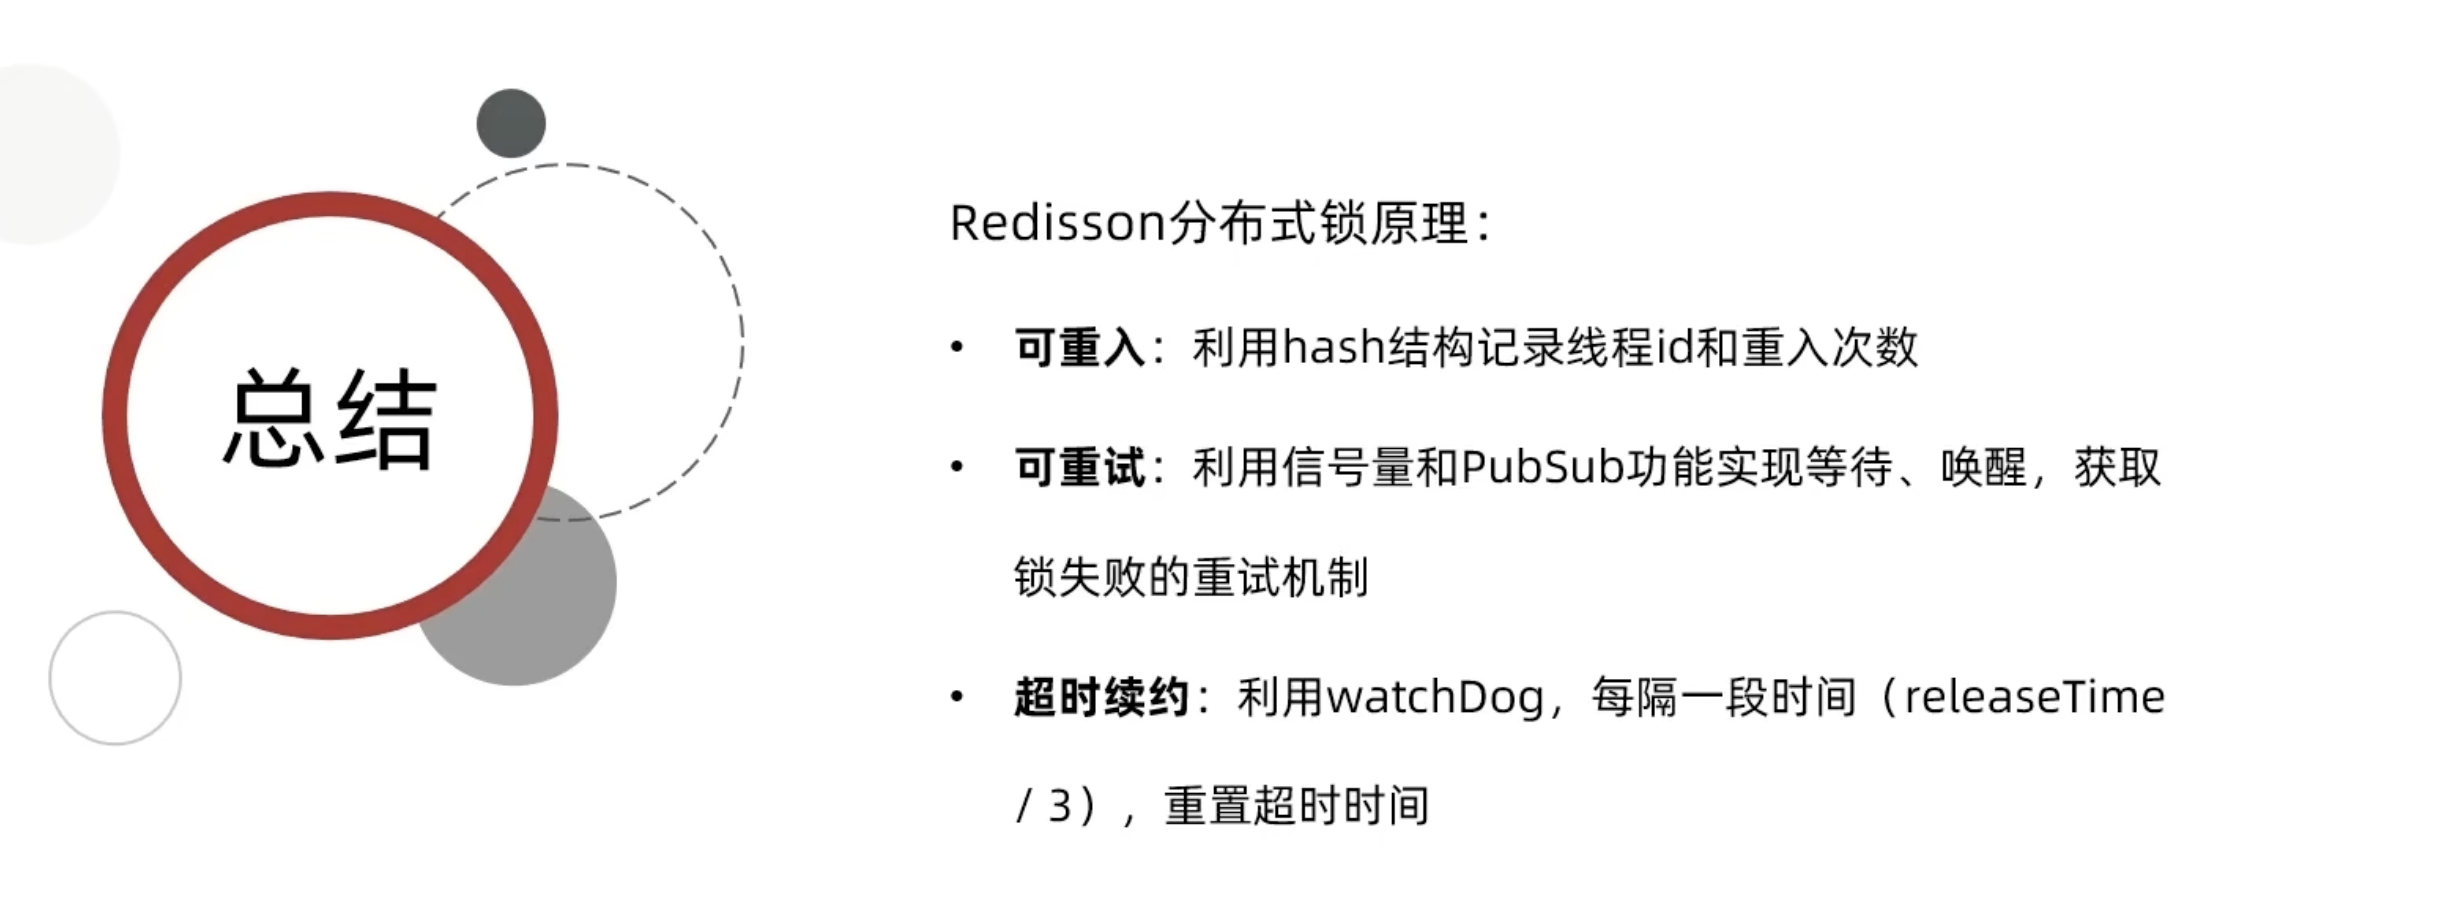 总结
Redisson分布式锁原理：
• 可重入：利用hash结构记录线程id和重入次数
• 可重试：利用信号量和PubSub功能实现等待、唤醒，获取
锁失败的重试机制
• 超时续约：利用watchDog，每隔一段时间（releaseTime
/ 3），重置超时时间